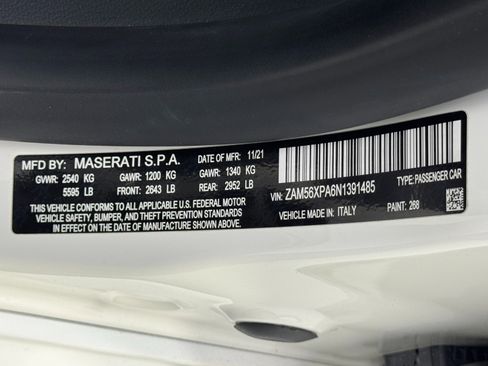 MFD BY: MASERATI S.P.A. DATE OF MFR: 11/21
GVWR: 2540 KG GAWR: 1200 KG GAWR: 1340 KG
5595 LB FRONT: 2643 LB REAR: 2952 LB
THIS VEHICLE CONFORMS TO ALL APPLICABLE U.S. FEDERAL MOTOR
VEHICLE SAFETY, BUMPER, AND THEFT PREVENTION STANDARDS
IN EFFECT ON THE DATE OF MANUFACTURE SHOWN ABOVE.
VIN: ZAM56XPA6N1391485 TYPE: PASSENGER CAR
MADE IN: ITALY PAINT: 268